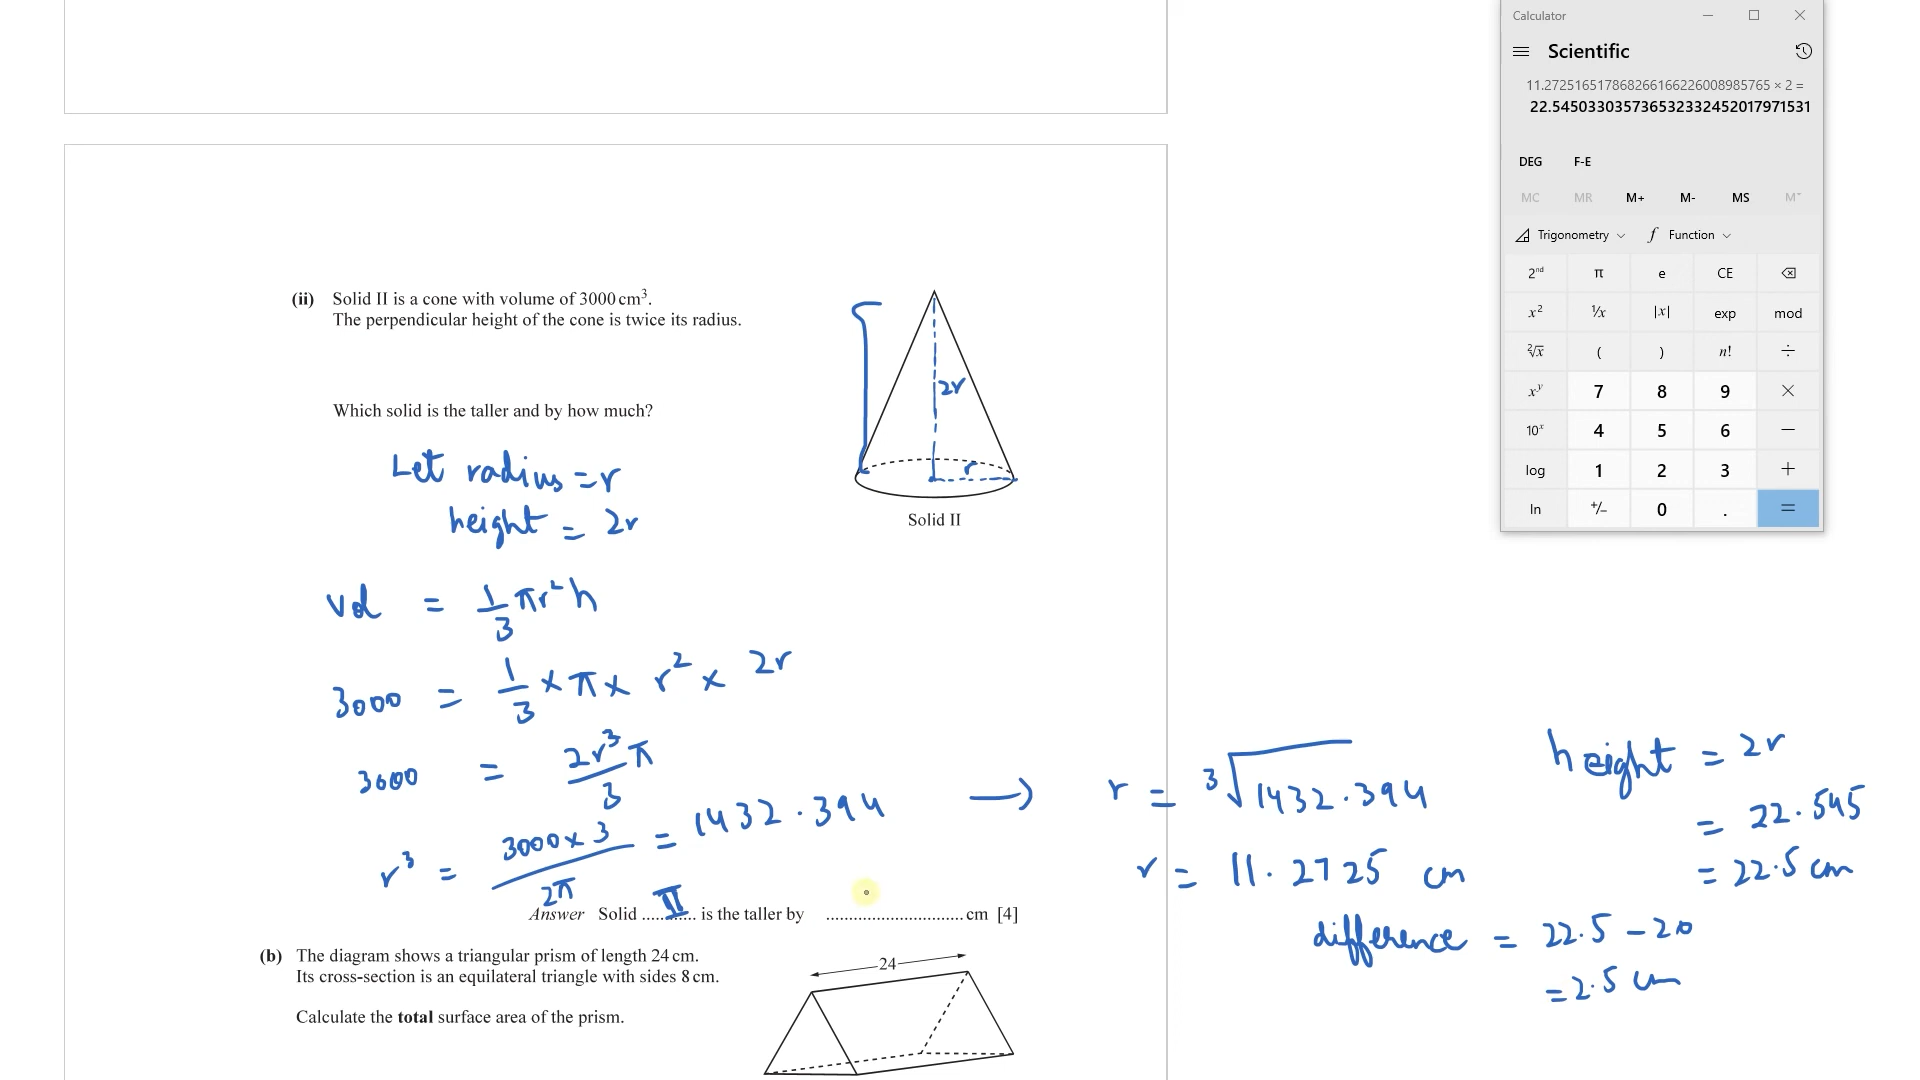 Calculator
Scientific
11.272516517868266166226008985765 × 2 =
22.545033035736532332452017971531
DEG F-E
MC MR M+ M- MS M˅
Trigonometry f Function
2ⁿᵈ π e CE
x² ¹/x |x| exp mod
²√x ( ) n! ÷
xʸ 7 8 9 ×
10ˣ 4 5 6 −
log 1 2 3 +
ln +/− 0 . =
(ii) Solid II is a cone with volume of 3000 cm³.
The perpendicular height of the cone is twice its radius.
Which solid is the taller and by how much?
2r
r
Solid II
Let radius = r
height = 2r
vol = 1/3 πr²h
3000 = 1/3 × π × r² × 2r
3000 = 2r³/3 π
r³ = 3000 × 3 / 2π = 1432.394 → r = ³√1432.394
r = 11.2725 cm
height = 2r
= 22.545
= 22.5 cm
difference = 22.5 − 20
= 2.5 cm
Answer Solid ...II... is the taller by .............................. cm [4]
(b) The diagram shows a triangular prism of length 24 cm.
Its cross-section is an equilateral triangle with sides 8 cm.
Calculate the total surface area of the prism.
24